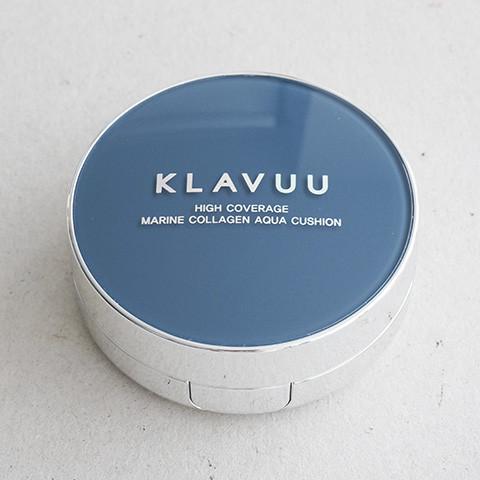 KLAVUU
HIGH COVERAGE
MARINE COLLAGEN AQUA CUSHION